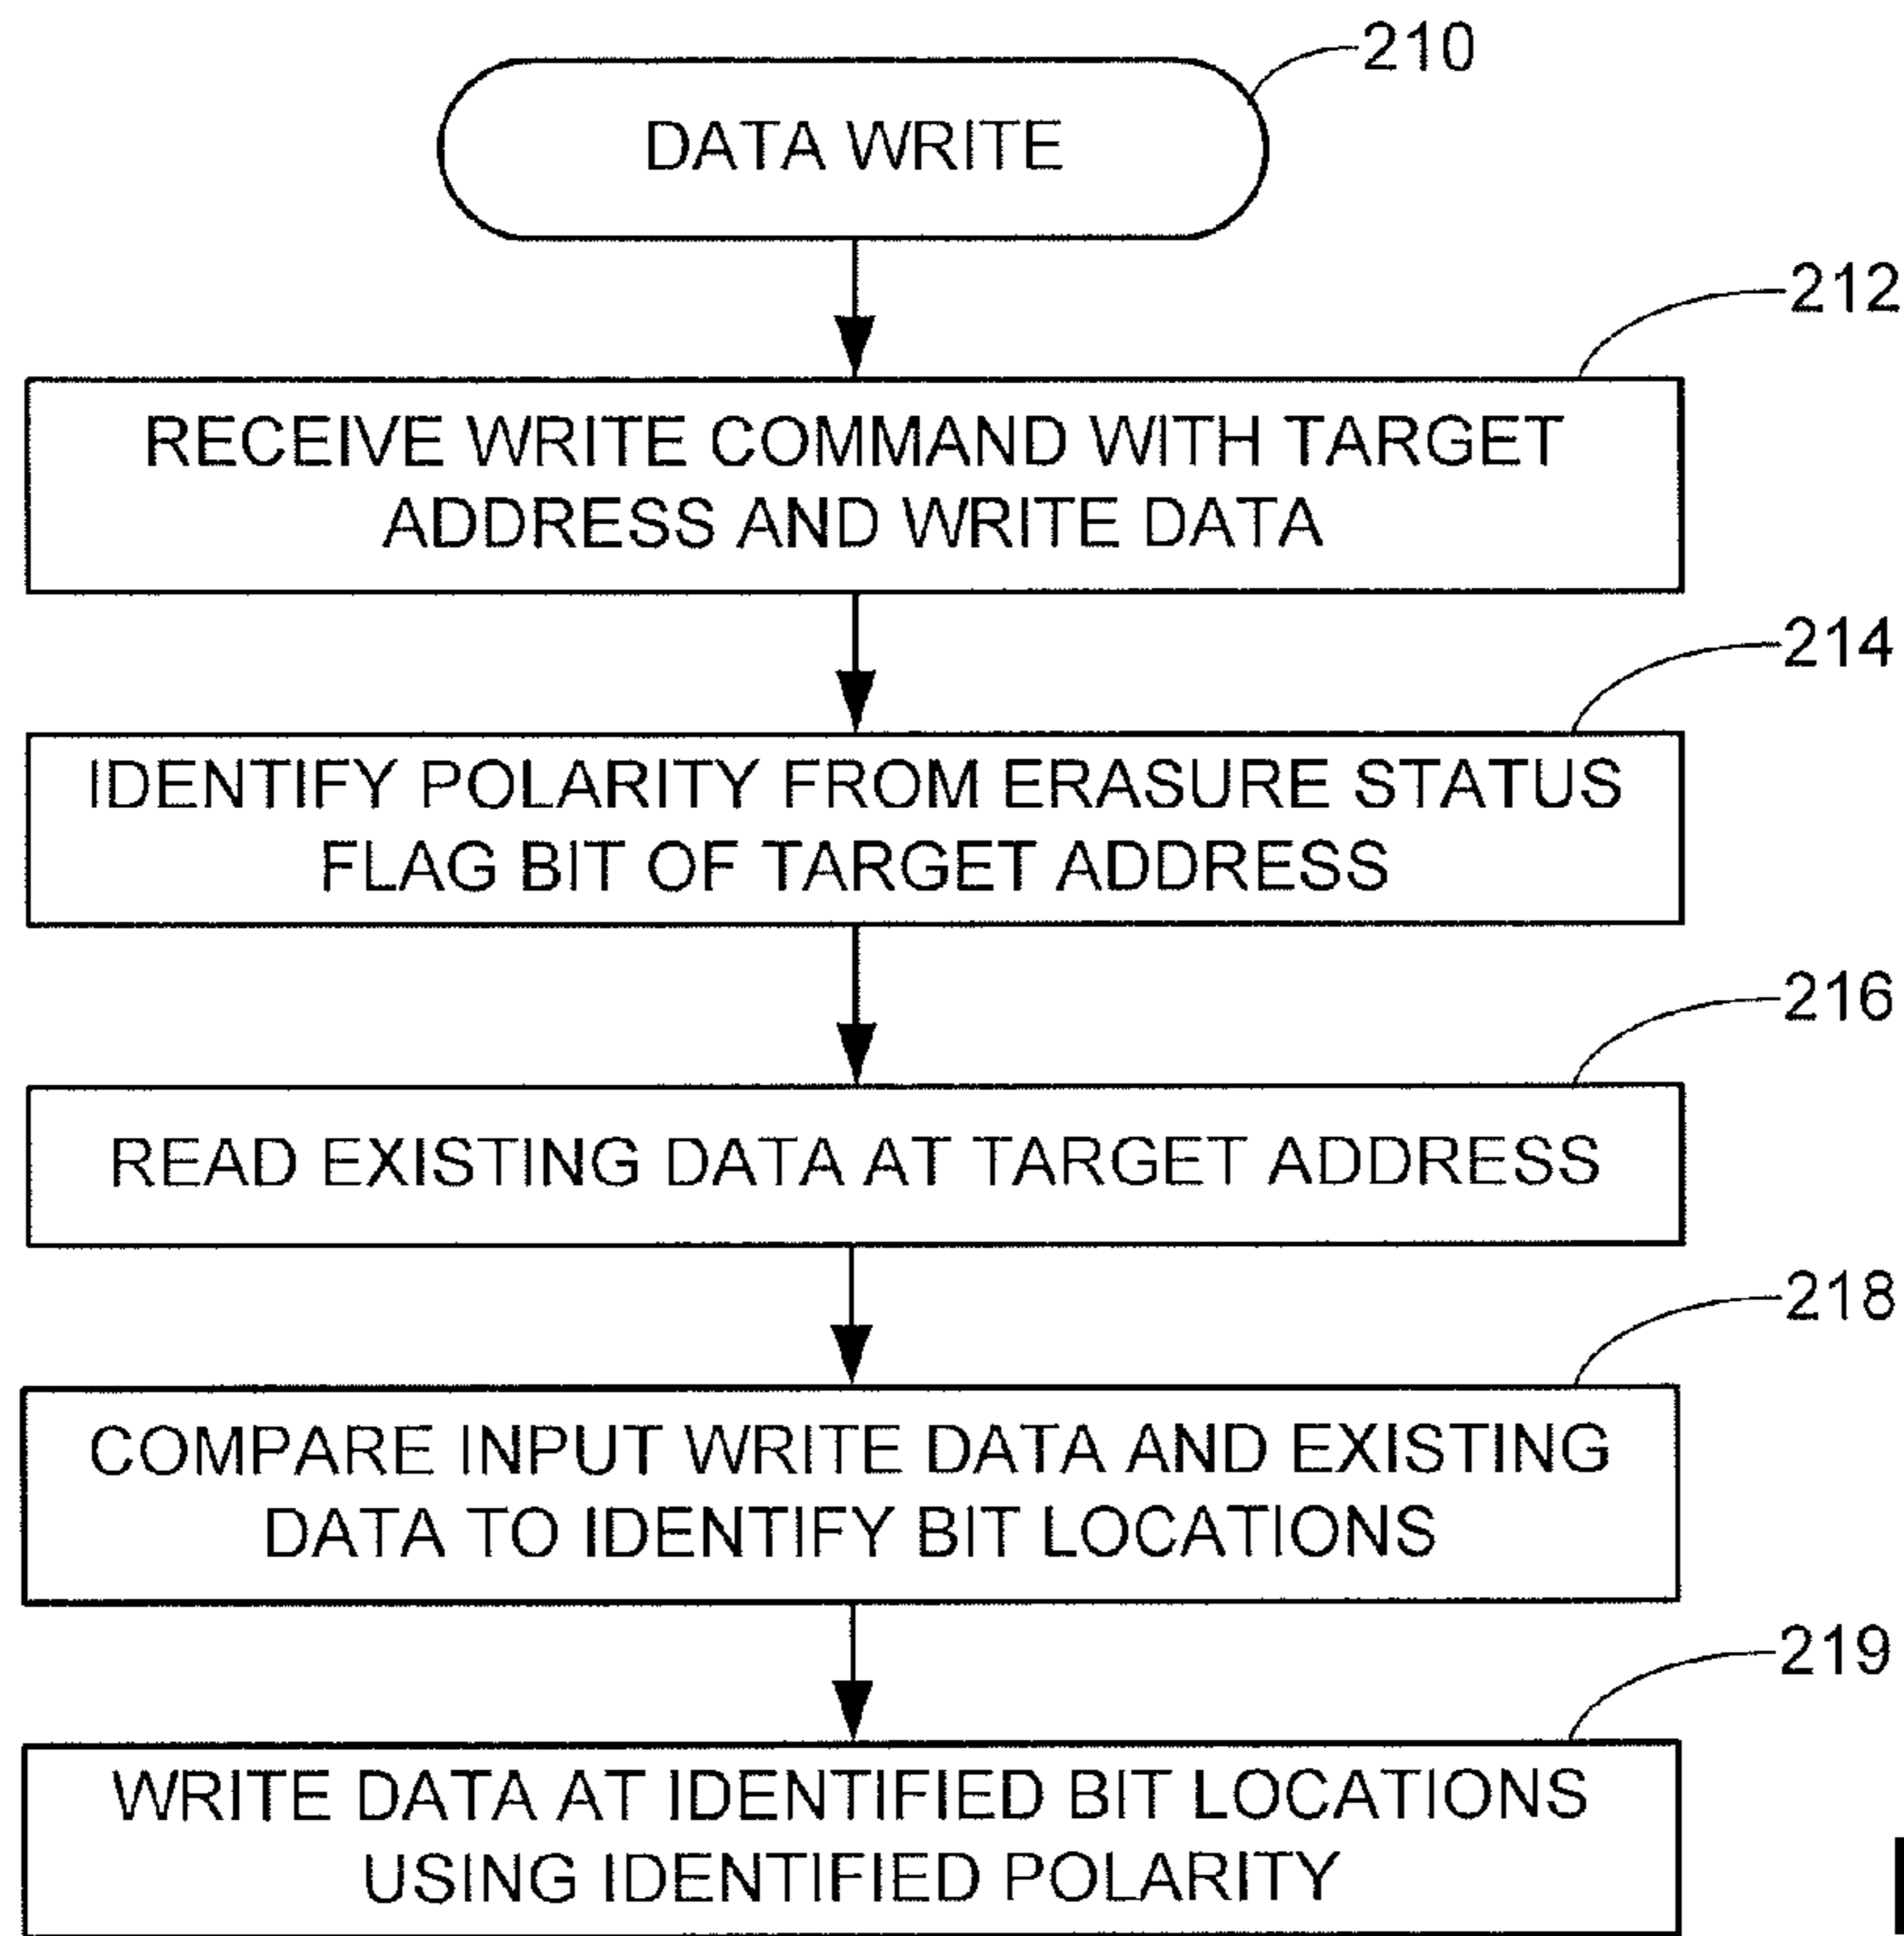 210
DATA WRITE
212
RECEIVE WRITE COMMAND WITH TARGET
ADDRESS AND WRITE DATA
214
IDENTIFY POLARITY FROM ERASURE STATUS
FLAG BIT OF TARGET ADDRESS
216
READ EXISTING DATA AT TARGET ADDRESS
218
COMPARE INPUT WRITE DATA AND EXISTING
DATA TO IDENTIFY BIT LOCATIONS
219
WRITE DATA AT IDENTIFIED BIT LOCATIONS
USING IDENTIFIED POLARITY